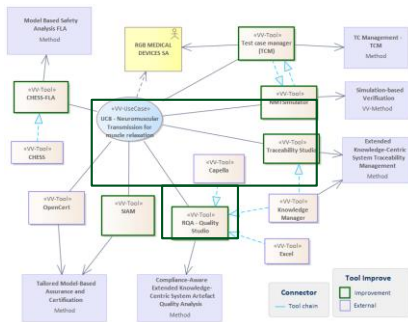 Model Based Safety
Analysis FLA
Method
RGB MEDICAL
DEVICES SA
«VV-Tool»
Test case manager
(TCM)
TC Management -
TCM
Method
«VV-Tool»
CHESS-FLA
«VV-UseCase»
UC8 - Neuromuscular
Transmission for
muscle relaxation
«VV-Tool»
NMTSimulator
Simulation-based
Verification
VV-Method
«VV-Tool»
CHESS
«VV-Tool»
Traceability Studio
«VV-Tool»
Capella
Extended
Knowledge-Centric
System Traceability
Management
Method
«VV-Tool»
OpenCert
«VV-Tool»
SIAM
«VV-Tool»
RQA - Quality
Studio
«VV-Tool»
Knowledge
Manager
«VV-Tool»
Excel
Tailored Model-Based
Assurance and
Certification
Method
Compliance-Aware
Extended Knowledge-
Centric System Artefact
Quality Analysis
Method
Connector
Tool chain
Tool Improve
Improvement
External